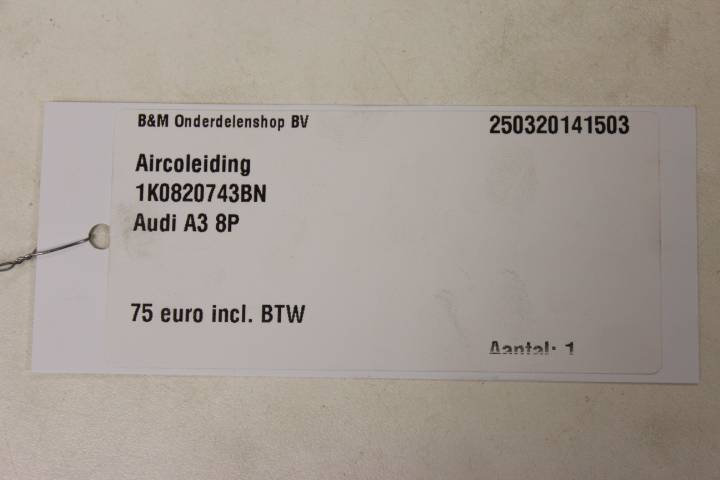 B&M Onderdelenshop BV
250320141503
Aircoleiding
1K0820743BN
Audi A3 8P
75 euro incl. BTW
Aantal: 1